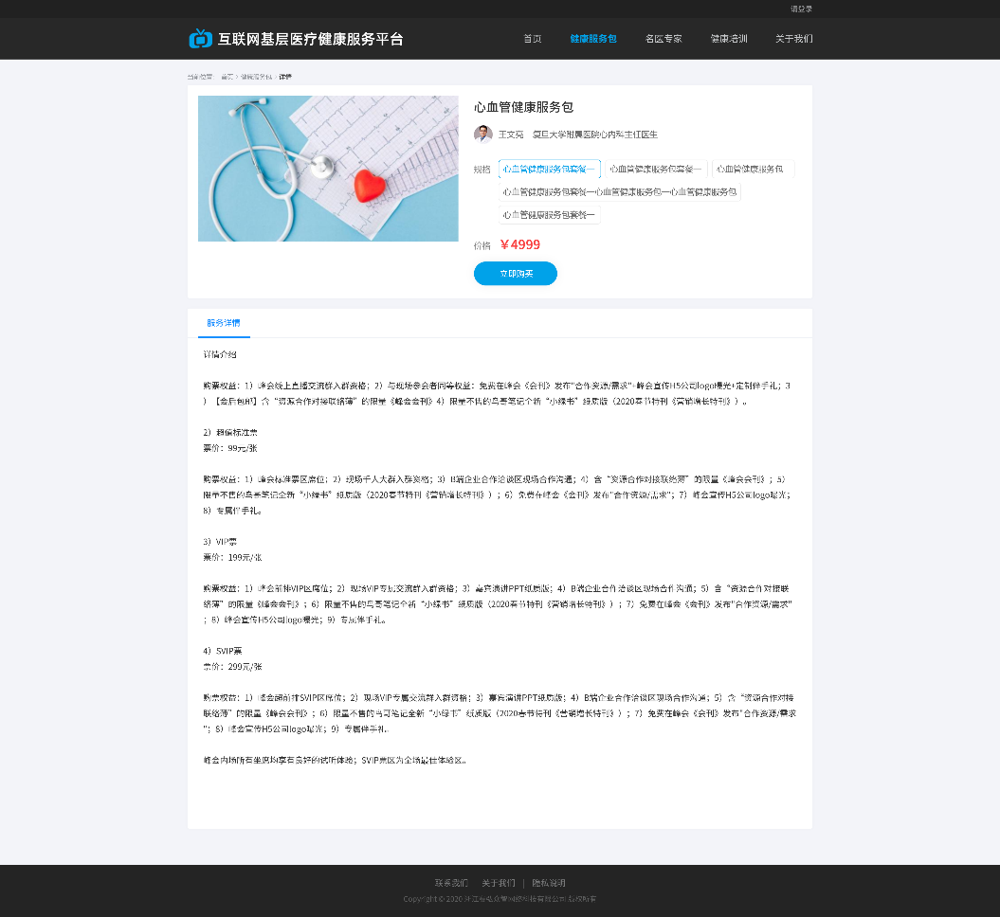 请登录
互联网基层医疗健康服务平台
首页 健康服务包 名医专家 健康培训 关于我们
当前位置： 首页 > 健康服务包 > 详情
心血管健康服务包
王文亮 复旦大学附属医院心内科主任医生
规格 心血管健康服务包套餐一 心血管健康服务包套餐一 心血管健康服务包
心血管健康服务包套餐一心血管健康服务包一心血管健康服务包
心血管健康服务包套餐一
价格 ￥4999
立即购买
服务详情
详情介绍
购票权益：1）峰会线上直播交流群入群资格；2）与现场参会者同等权益：免费在峰会《会刊》发布"合作资源/需求"+峰会宣传H5公司logo曝光+定制伴手礼；3
）【会后包邮】含“资源合作对接联络薄”的限量《峰会会刊》4）限量不售的鸟哥笔记全新“小绿书”纸质版（2020春节特刊《营销增长特刊》）。
2）超值标准票
票价：99元/张
购票权益：1）峰会标准票区席位；2）现场千人大群入群资格；3）B端企业合作洽谈区现场合作沟通；4）含“资源合作对接联络薄”的限量《峰会会刊》；5）
限量不售的鸟哥笔记全新“小绿书”纸质版（2020春节特刊《营销增长特刊》）；6）免费在峰会《会刊》发布"合作资源/需求"；7）峰会宣传H5公司logo曝光；
8）专属伴手礼。
3）VIP票
票价：199元/张
购票权益：1）峰会前排VIP区席位；2）现场VIP专属交流群入群资格；3）嘉宾演讲PPT纸质版；4）B端企业合作洽谈区现场合作沟通；5）含“资源合作对接联
络薄”的限量《峰会会刊》；6）限量不售的鸟哥笔记全新“小绿书”纸质版（2020春节特刊《营销增长特刊》）；7）免费在峰会《会刊》发布"合作资源/需求"
；8）峰会宣传H5公司logo曝光；9）专属伴手礼。
4）SVIP票
票价：299元/张
购票权益：1）峰会超前排SVIP区席位；2）现场VIP专属交流群入群资格；3）嘉宾演讲PPT纸质版；4）B端企业合作洽谈区现场合作沟通；5）含“资源合作对接
联络薄”的限量《峰会会刊》；6）限量不售的鸟哥笔记全新“小绿书”纸质版（2020春节特刊《营销增长特刊》）；7）免费在峰会《会刊》发布"合作资源/需求
"；8）峰会宣传H5公司logo曝光；9）专属伴手礼。
峰会内场所有坐席均享有良好的试听体验；SVIP票区为全场最佳体验区。
联系我们 关于我们 | 隐私说明
Copyright © 2020 浙江 众智网络科技有限公司 版权所有